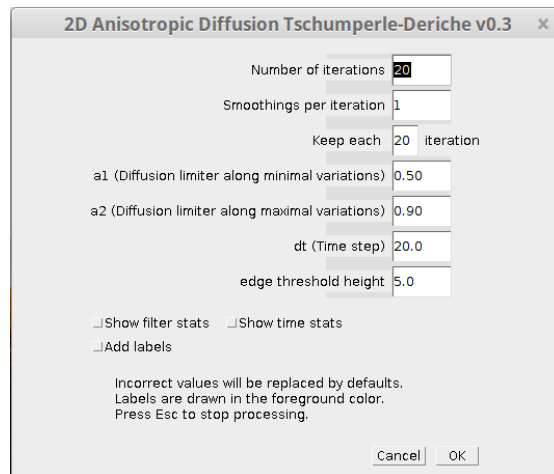 2D Anisotropic Diffusion Tschumperle-Deriche v0.3 ×
Number of iterations 20
Smoothings per iteration 1
Keep each 20 iteration
a1 (Diffusion limiter along minimal variations) 0.50
a2 (Diffusion limiter along maximal variations) 0.90
dt (Time step) 20.0
edge threshold height 5.0
Show filter stats Show time stats
Add labels
Incorrect values will be replaced by defaults.
Labels are drawn in the foreground color.
Press Esc to stop processing.
Cancel OK